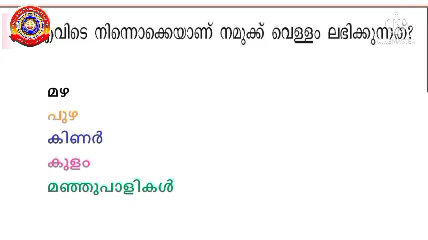 എവിടെ നിന്നൊക്കെയാണ് നമുക്ക് വെള്ളം ലഭിക്കുന്നത്?
മഴ
പുഴ
കിണർ
കുളം
മഞ്ഞുപാളികൾ